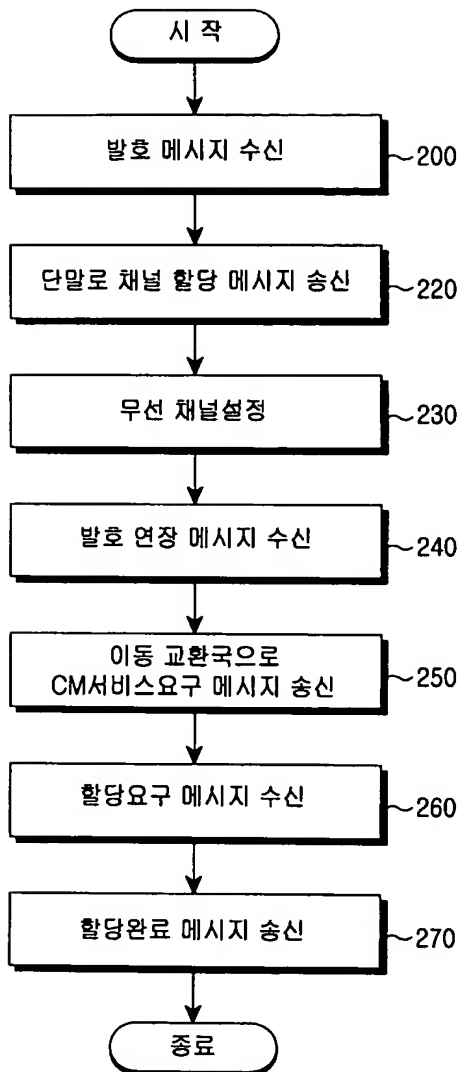 시 작
발호 메시지 수신
200
단말로 채널 할당 메시지 송신
220
무선 채널설정
230
발호 연장 메시지 수신
240
이동 교환국으로
CM서비스요구 메시지 송신
250
할당요구 메시지 수신
260
할당완료 메시지 송신
270
종료